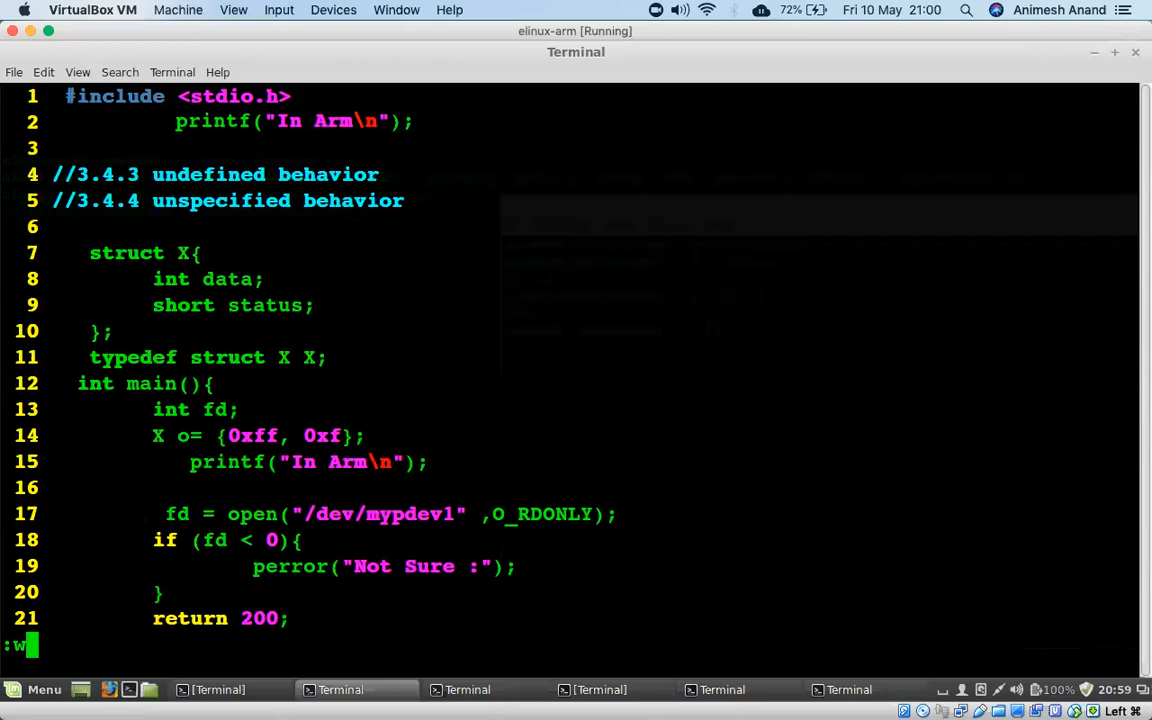 VirtualBox VM Machine View Input Devices Window Help 72% Fri 10 May 21:00 Animesh Anand
elinux-arm [Running]
Terminal
File Edit View Search Terminal Help
1 #include <stdio.h>
2 printf("In Arm\n");
3
4 //3.4.3 undefined behavior
5 //3.4.4 unspecified behavior
6
7 struct X{
8 int data;
9 short status;
10 };
11 typedef struct X X;
12 int main(){
13 int fd;
14 X o= {0xff, 0xf};
15 printf("In Arm\n");
16
17 fd = open("/dev/mypdev1" ,O_RDONLY);
18 if (fd < 0){
19 perror("Not Sure :");
20 }
21 return 200;
:w
Menu [Terminal] Terminal Terminal [Terminal] Terminal Terminal 100% 20:59
Left ⌘